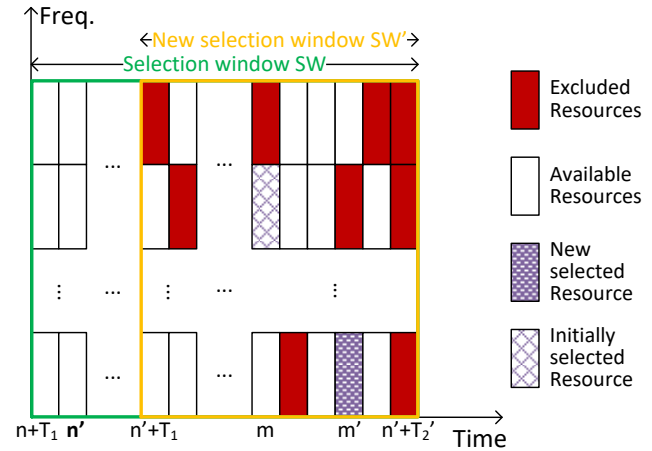 Freq.
New selection window SW'
Selection window SW
... ...
... ... ... ... ...
... ...
n+T₁ n' n'+T₁ m m' n'+T₂' Time
Excluded
Resources
Available
Resources
New
selected
Resource
Initially
selected
Resource